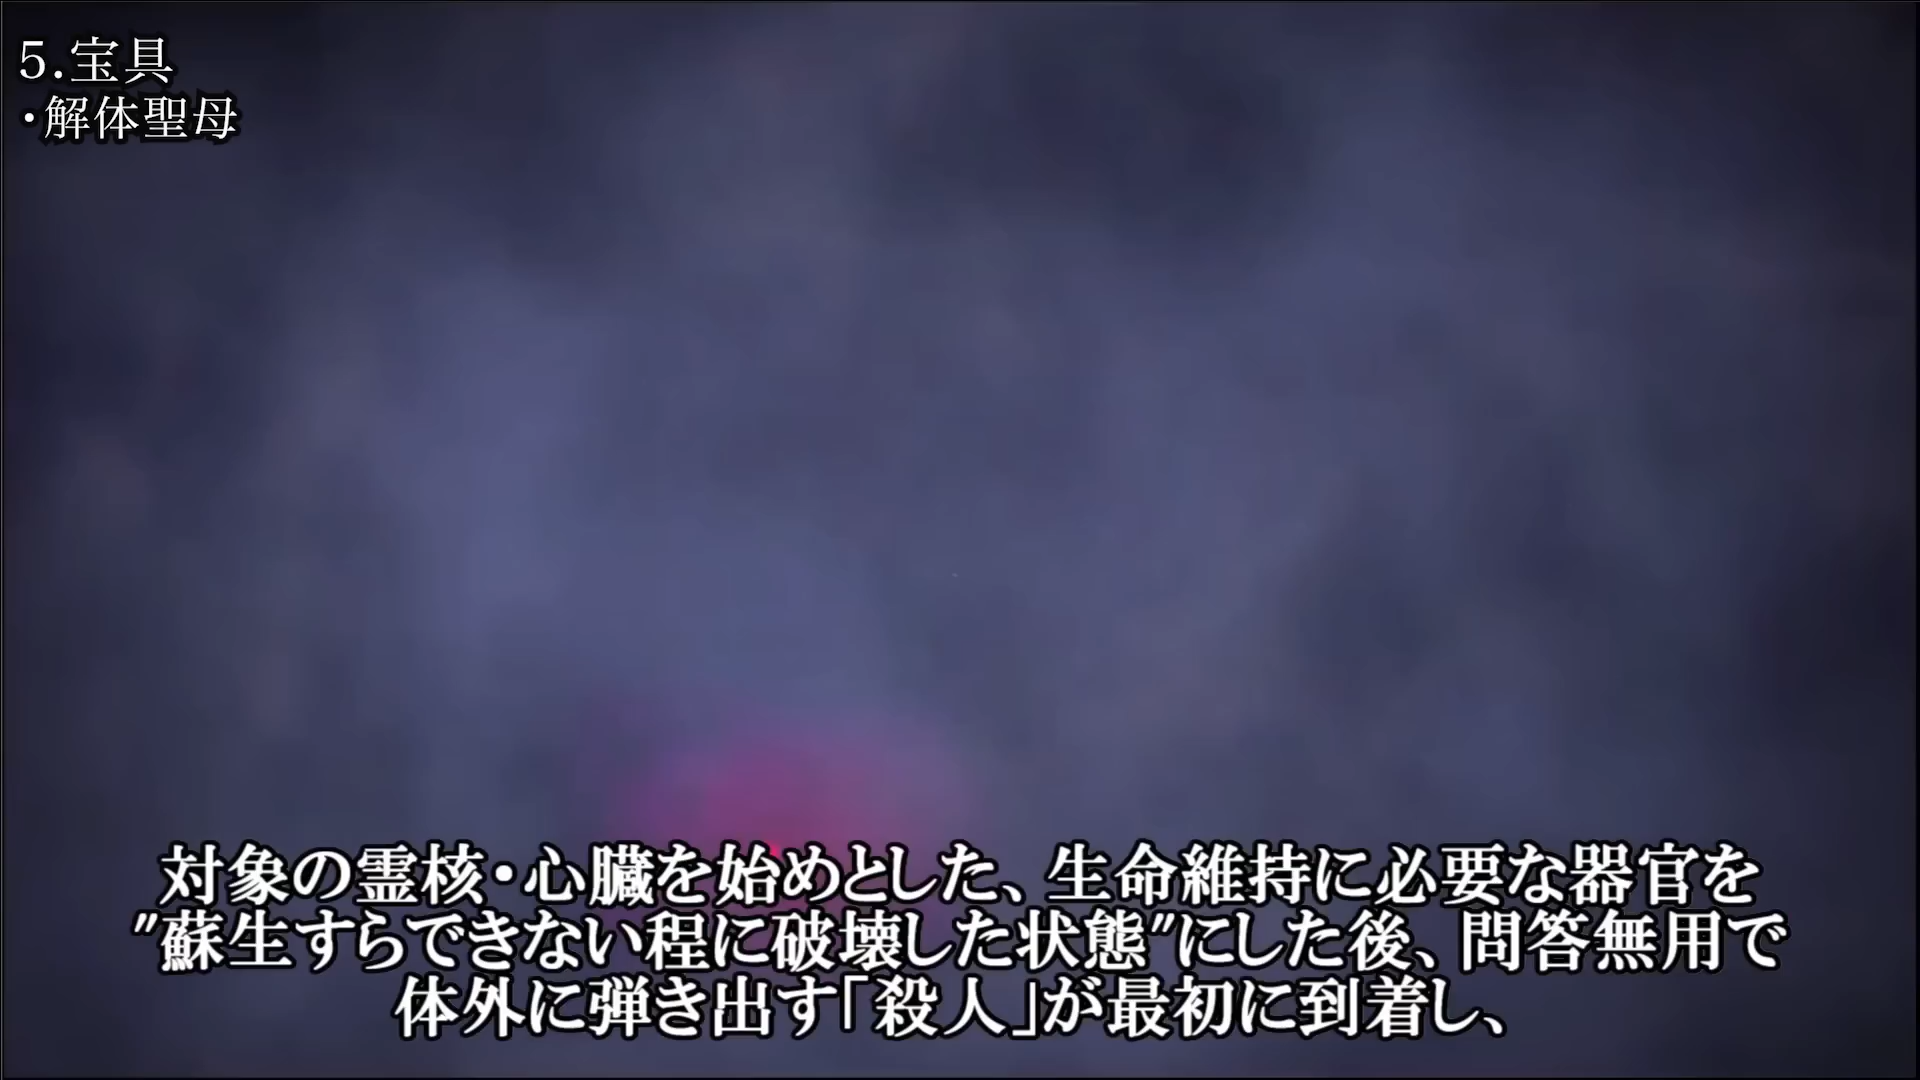 5.宝具
・解体聖母
対象の霊核・心臓を始めとした、生命維持に必要な器官を
"蘇生すらできない程に破壊した状態"にした後、問答無用で
体外に弾き出す「殺人」が最初に到着し、